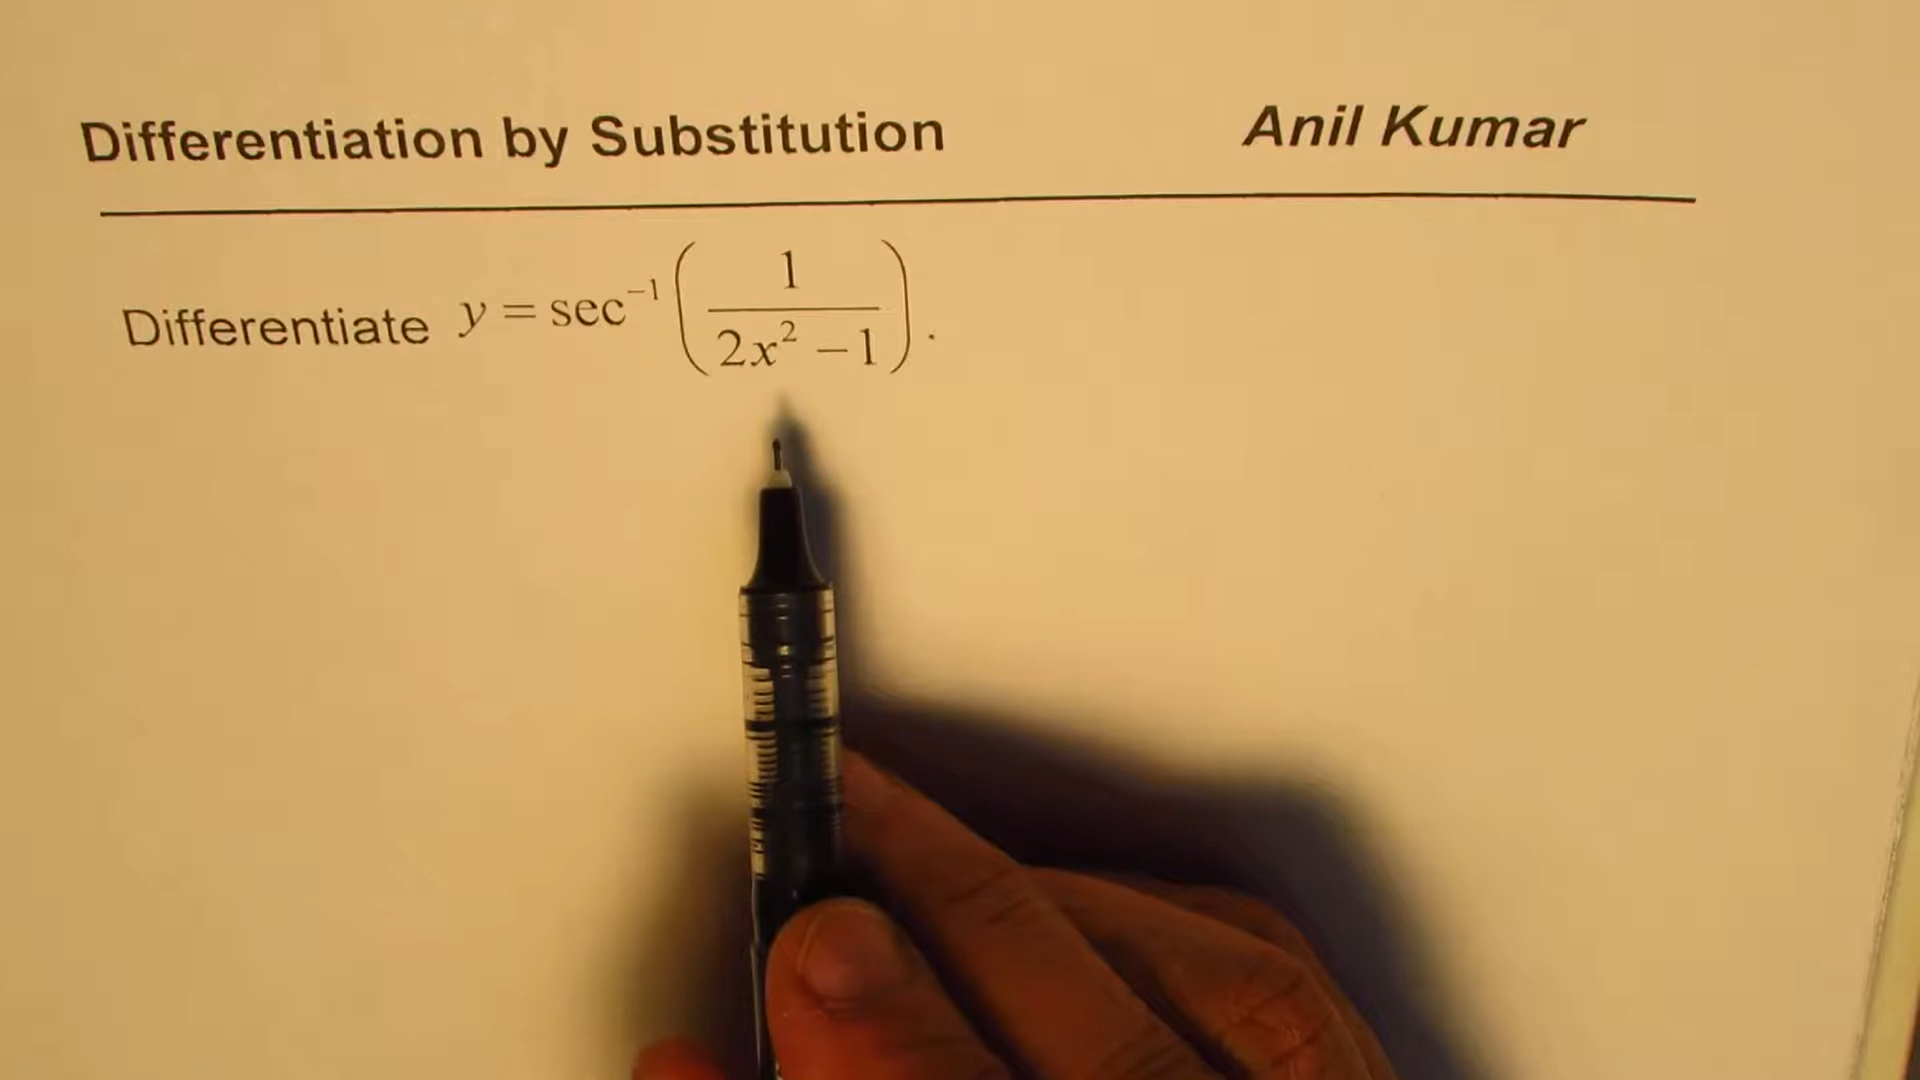 Differentiation by Substitution Anil Kumar
Differentiate y = sec⁻¹(1/(2x² − 1)).